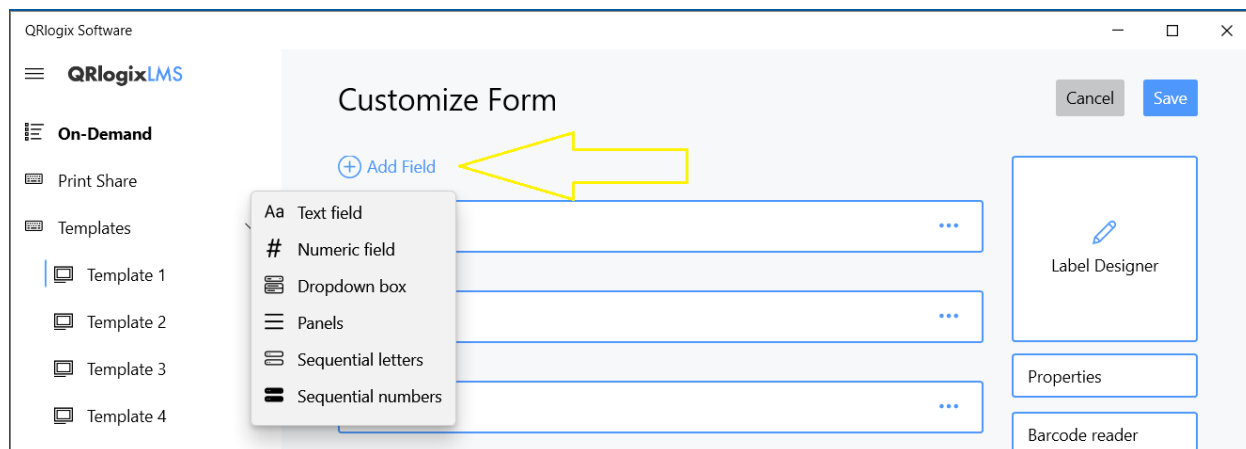 QRlogix Software
QRlogixLMS
On-Demand
Print Share
Templates
Template 1
Template 2
Template 3
Template 4
Customize Form
Cancel
Save
Add Field
Aa Text field
# Numeric field
Dropdown box
Panels
Sequential letters
Sequential numbers
Label Designer
Properties
Barcode reader